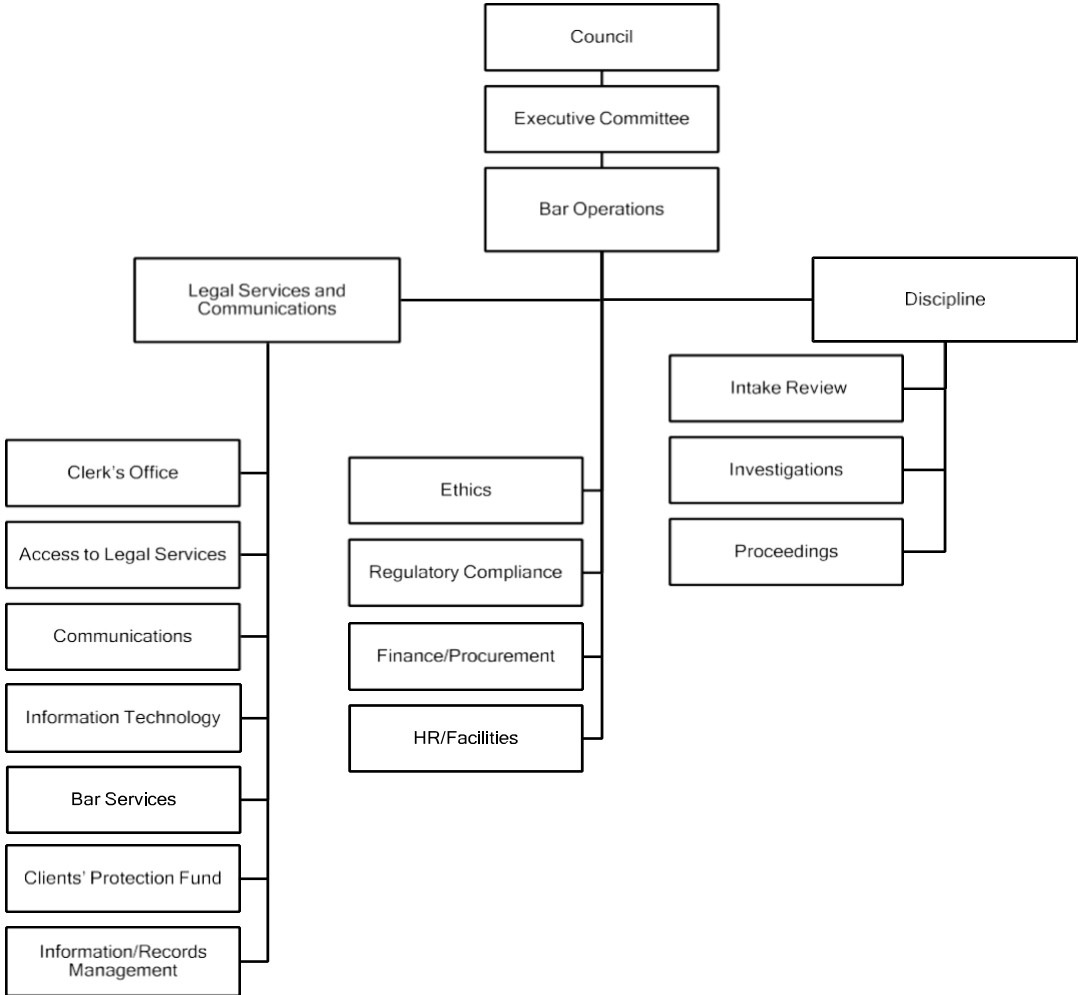 Council
Executive Committee
Bar Operations
Legal Services and
Communications
Discipline
Clerk’s Office
Access to Legal Services
Communications
Information Technology
Bar Services
Clients’ Protection Fund
Information/Records
Management
Ethics
Regulatory Compliance
Finance/Procurement
HR/Facilities
Intake Review
Investigations
Proceedings